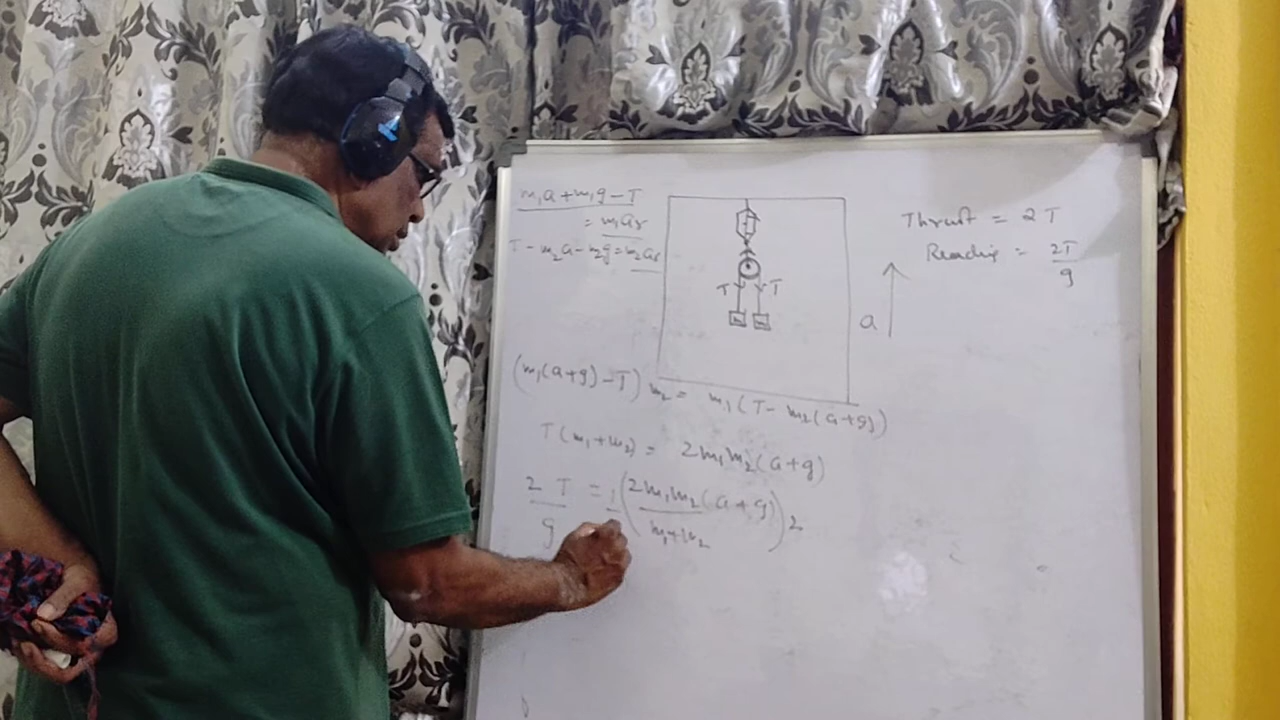 m₁a+m₁g-T
= m₁aᵣ
T-m₂a-m₂g=m₂aᵣ
T T
Thrust = 2T
Reading = 2T/g
a
(m₁(a+g)-T) m₂ = m₁(T-m₂(a+g))
T(m₁+m₂) = 2m₁m₂(a+g)
2T/g = 1/ (2m₁m₂(a+g)/m₁+m₂) 2